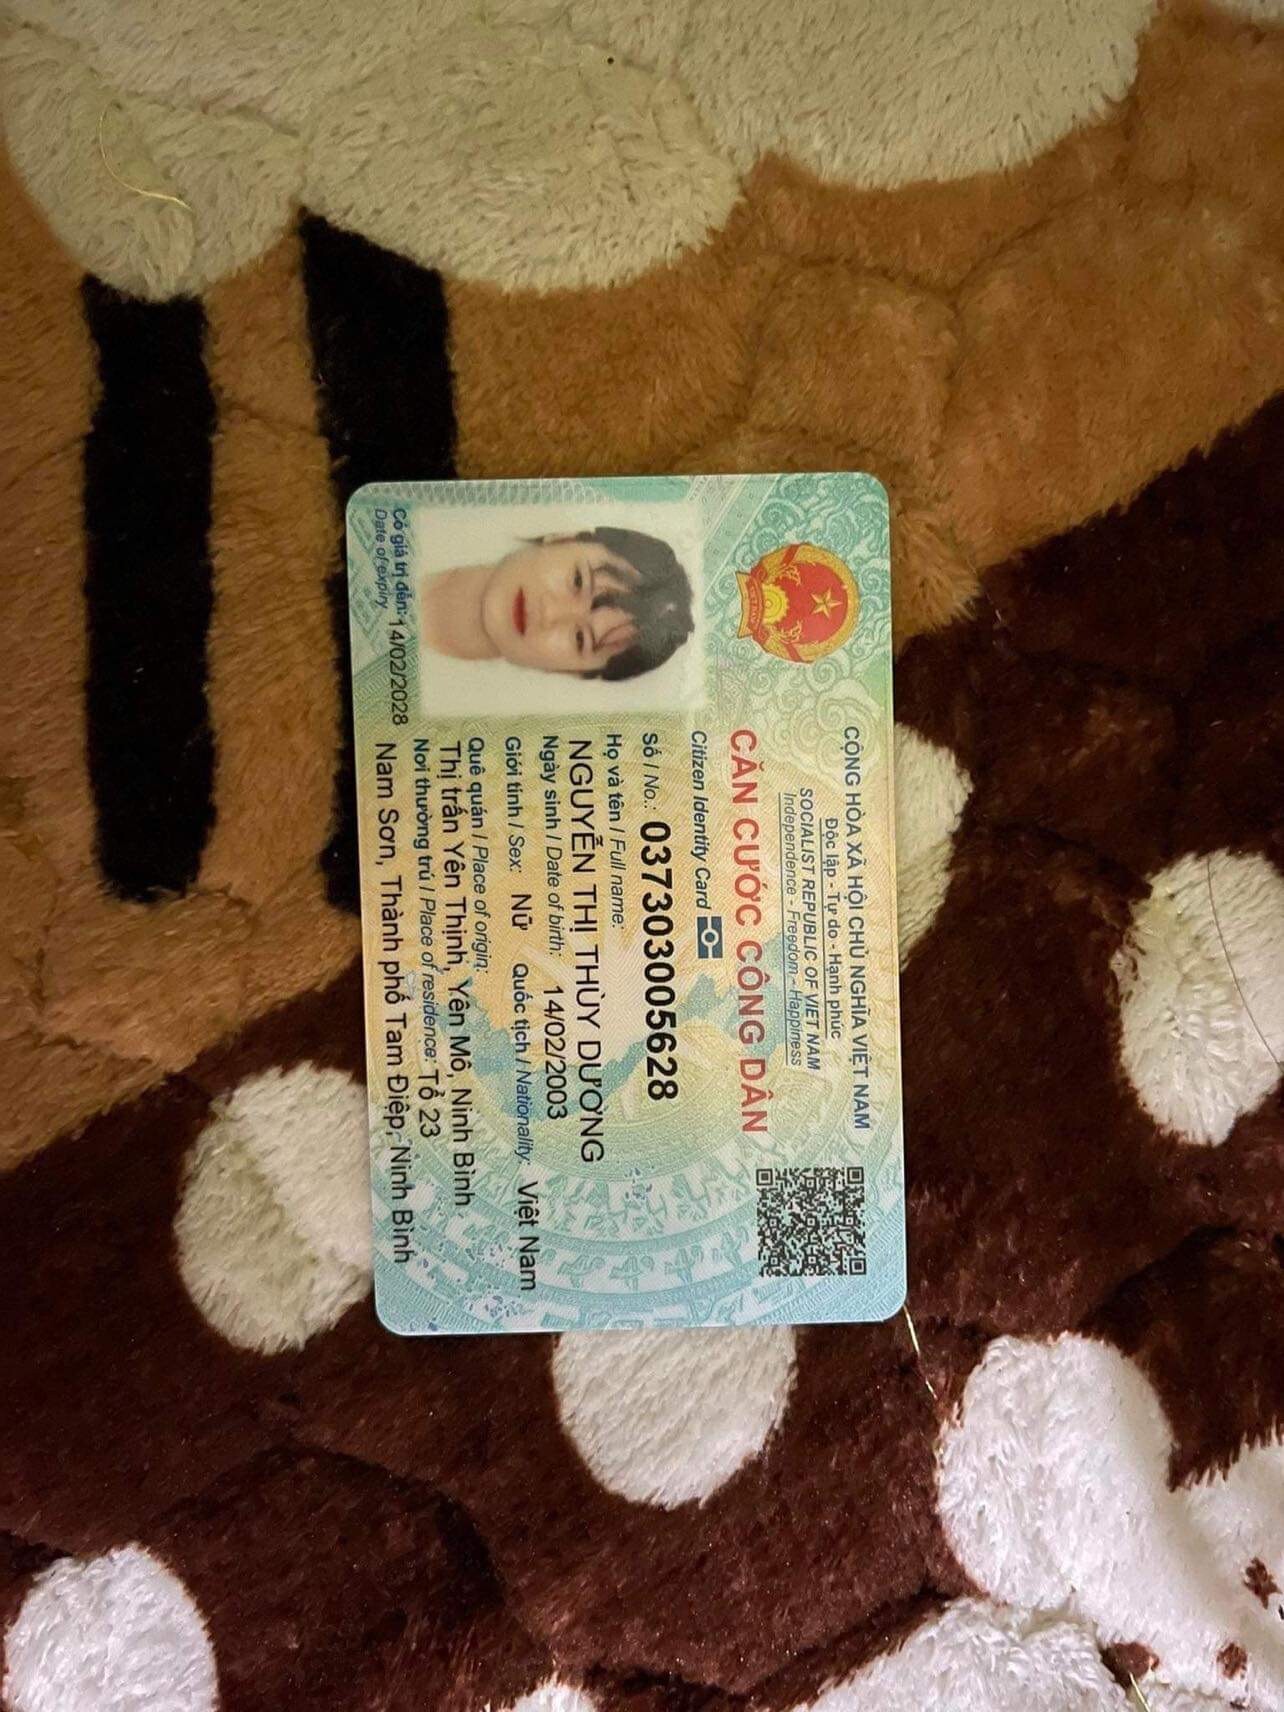 CỘNG HÒA XÃ HỘI CHỦ NGHĨA VIỆT NAM
Độc lập - Tự do - Hạnh phúc
SOCIALIST REPUBLIC OF VIET NAM
Independence - Freedom - Happiness
CĂN CƯỚC CÔNG DÂN
Citizen Identity Card
Số / No.: 037303005628
Họ và tên / Full name:
NGUYỄN THỊ THÙY DƯƠNG
Ngày sinh / Date of birth: 14/02/2003
Giới tính / Sex: Nữ Quốc tịch / Nationality: Việt Nam
Quê quán / Place of origin:
Thị trấn Yên Thịnh, Yên Mô, Ninh Bình
Nơi thường trú / Place of residence: Tổ 23
Nam Sơn, Thành phố Tam Điệp, Ninh Bình
Có giá trị đến: 14/02/2028
Date of expiry